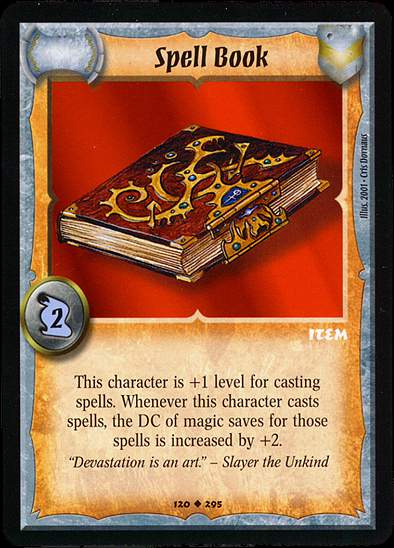 Spell Book
Illus. 2001 • Cris Dornaus
2
ITEM
This character is +1 level for casting
spells. Whenever this character casts
spells, the DC of magic saves for those
spells is increased by +2.
"Devastation is an art." – Slayer the Unkind
120 ◆ 295